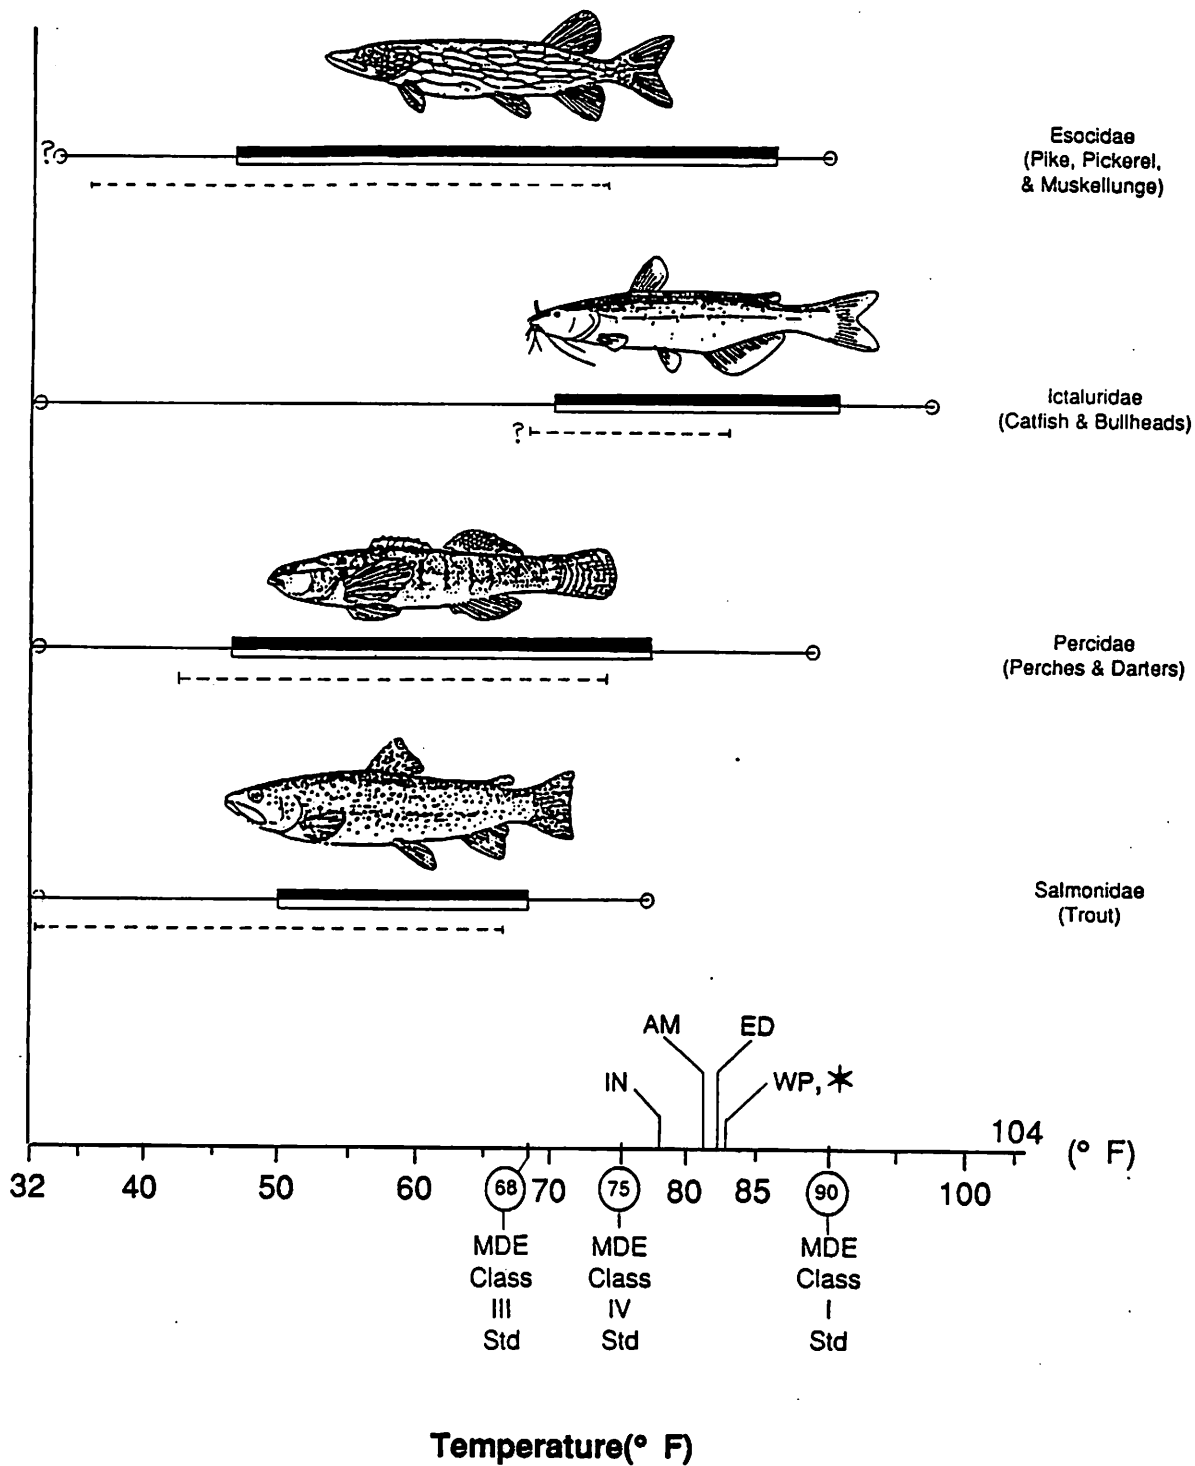 ?
Esocidae
(Pike, Pickerel,
& Muskellunge)
Ictaluridae
(Catfish & Bullheads)
?
Percidae
(Perches & Darters)
Salmonidae
(Trout)
AM ED
IN WP, ✶
104
(° F)
32 40 50 60 68 70 75 80 85 90 100
MDE MDE MDE
Class Class Class
III IV I
Std Std Std
Temperature(° F)